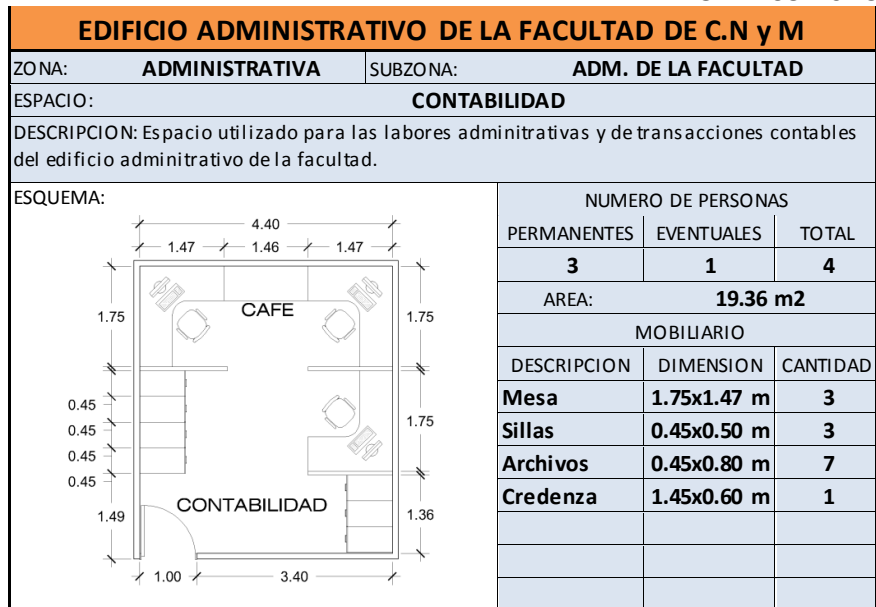 EDIFICIO ADMINISTRATIVO DE LA FACULTAD DE C.N y M
ZONA: ADMINISTRATIVA SUBZONA: ADM. DE LA FACULTAD
ESPACIO: CONTABILIDAD
DESCRIPCION: Espacio utilizado para las labores adminitrativas y de transacciones contables
del edificio adminitrativo de la facultad.
ESQUEMA:
4.40
1.47 1.46 1.47
1.75
CAFE
1.75
0.45
0.45
0.45
0.45
1.75
CONTABILIDAD
1.49
1.36
1.00 3.40
NUMERO DE PERSONAS
PERMANENTES EVENTUALES TOTAL
3 1 4
AREA: 19.36 m2
MOBILIARIO
DESCRIPCION DIMENSION CANTIDAD
Mesa 1.75x1.47 m 3
Sillas 0.45x0.50 m 3
Archivos 0.45x0.80 m 7
Credenza 1.45x0.60 m 1